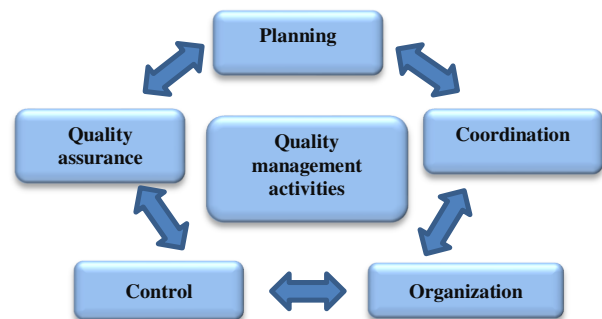 Planning
Quality
assurance
Quality
management
activities
Coordination
Control
Organization